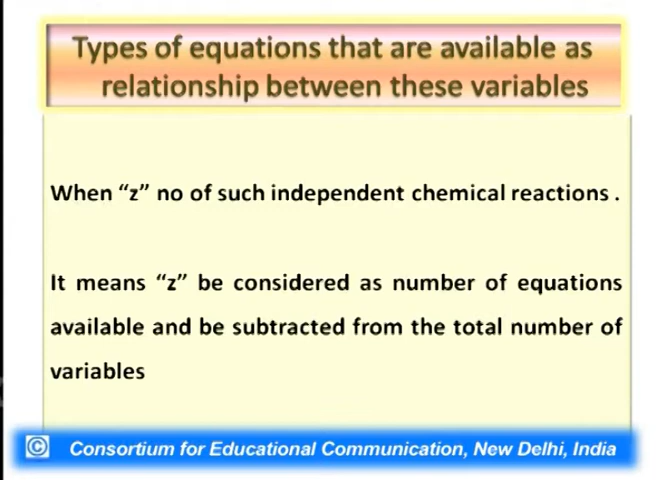 Types of equations that are available as
relationship between these variables
When “z” no of such independent chemical reactions .
It means “z” be considered as number of equations
available and be subtracted from the total number of
variables
© Consortium for Educational Communication, New Delhi, India